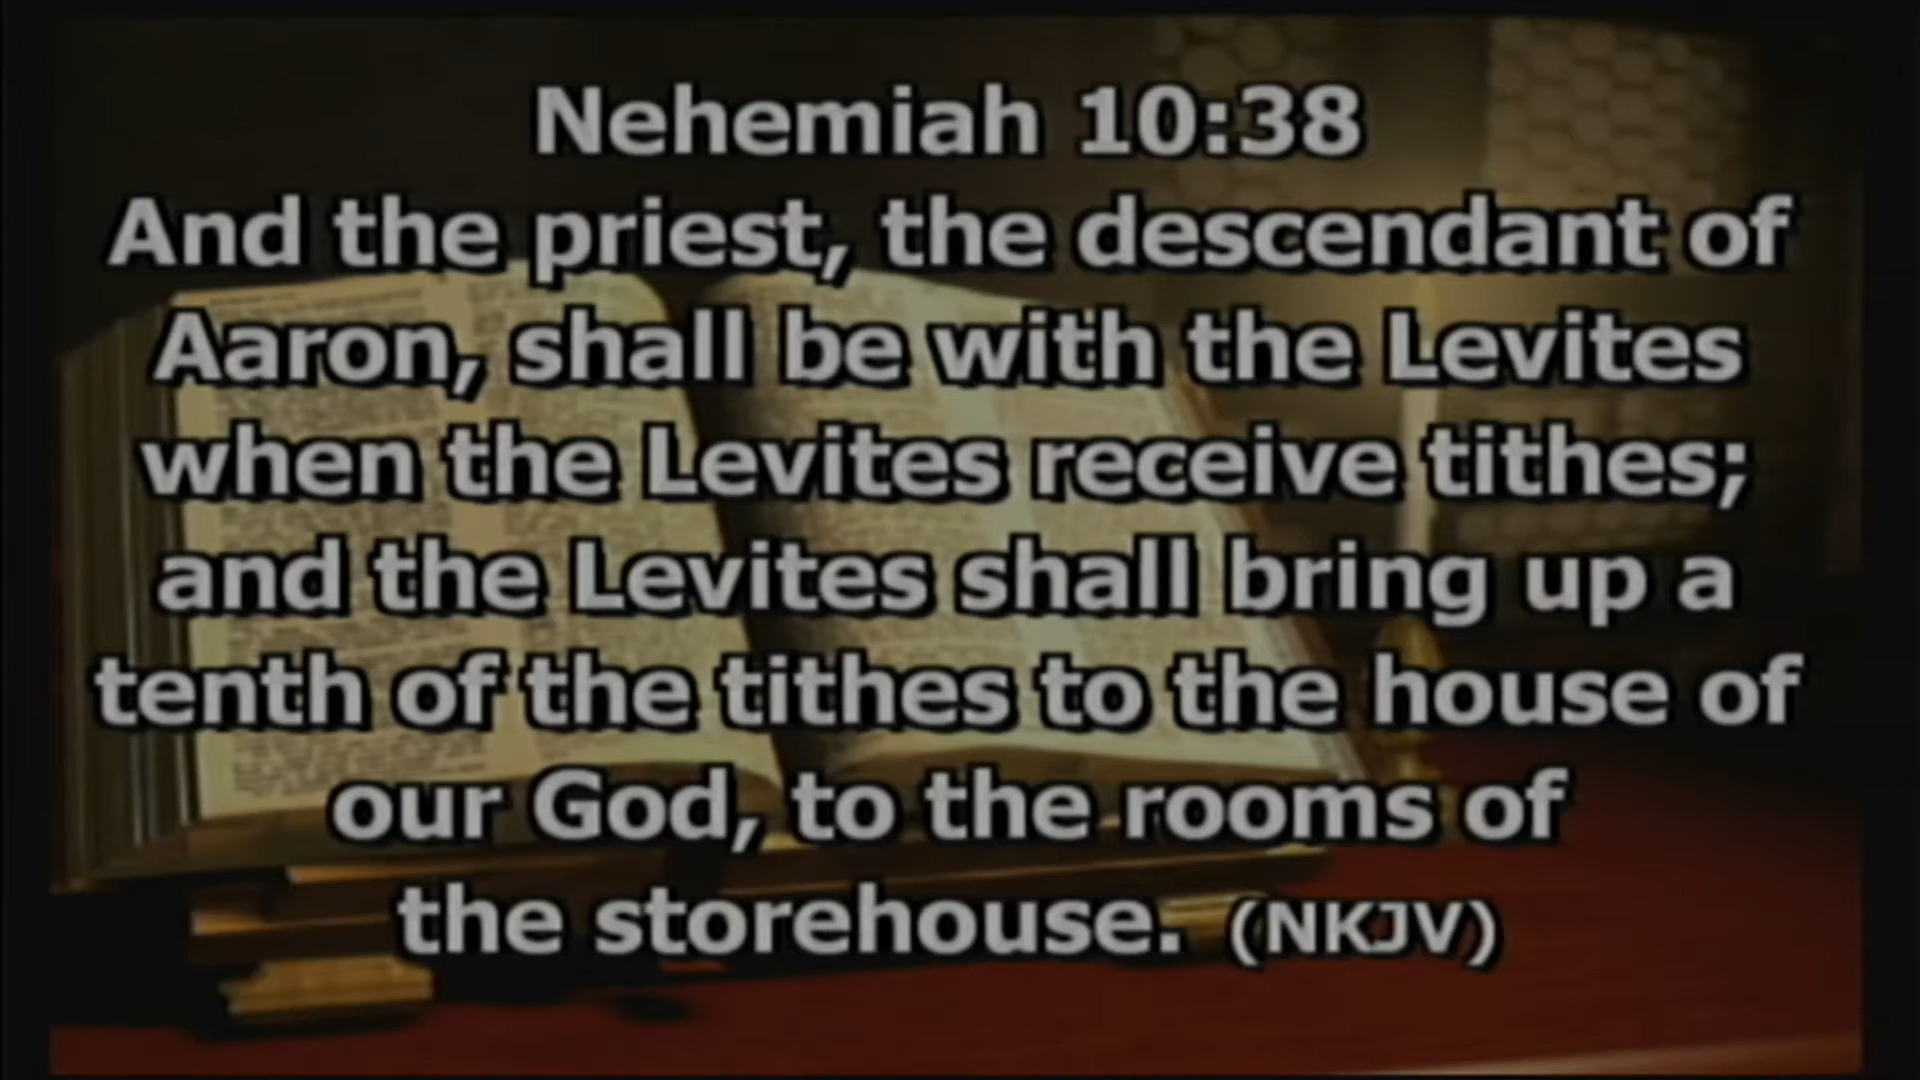 Nehemiah 10:38
And the priest, the descendant of
Aaron, shall be with the Levites
when the Levites receive tithes;
and the Levites shall bring up a
tenth of the tithes to the house of
our God, to the rooms of
the storehouse. (NKJV)